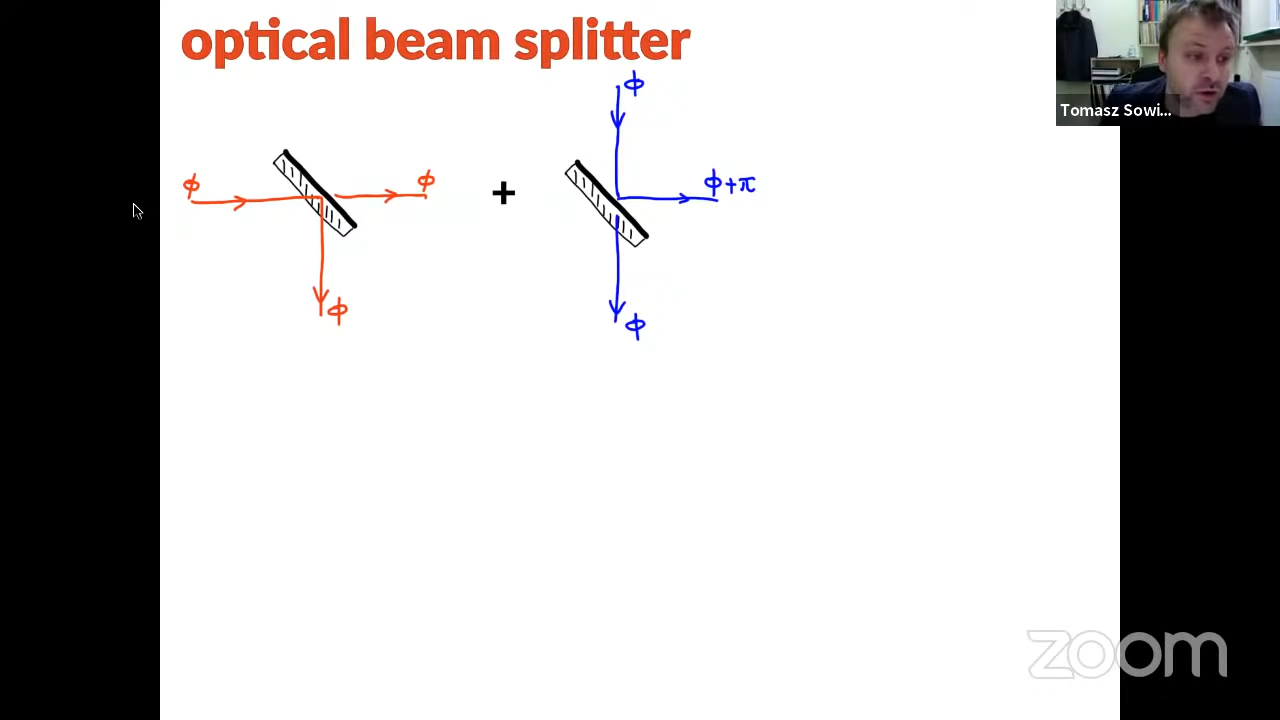 optical beam splitter
ϕ
Tomasz Sowi...
ϕ
ϕ
+
ϕ+π
ϕ
ϕ
zoom